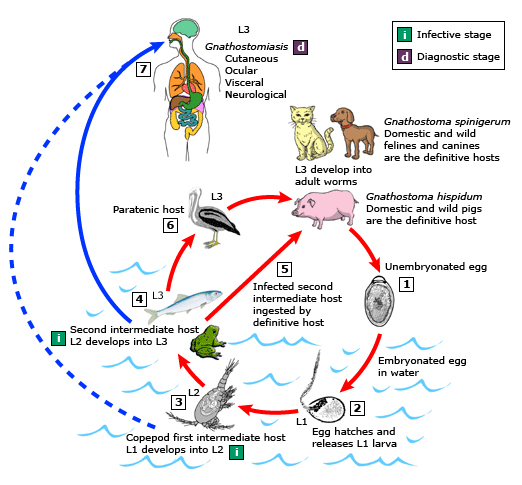 L3
Gnathostomiasis d
Cutaneous
Ocular
Visceral
Neurological
i Infective stage
d Diagnostic stage
7
Gnathostoma spinigerum
Domestic and wild
felines and canines
are the definitive hosts
L3 develop into
adult worms
Gnathostoma hispidum
Domestic and wild pigs
are the definitive host
L3
Paratenic host
6
Unembryonated egg
1
5
Infected second
intermediate host
ingested by
definitive host
4 L3
i Second intermediate host
L2 develops into L3
Embryonated egg
in water
L2
3
2
L1
Egg hatches and
releases L1 larva
Copepod first intermediate host
L1 develops into L2 i